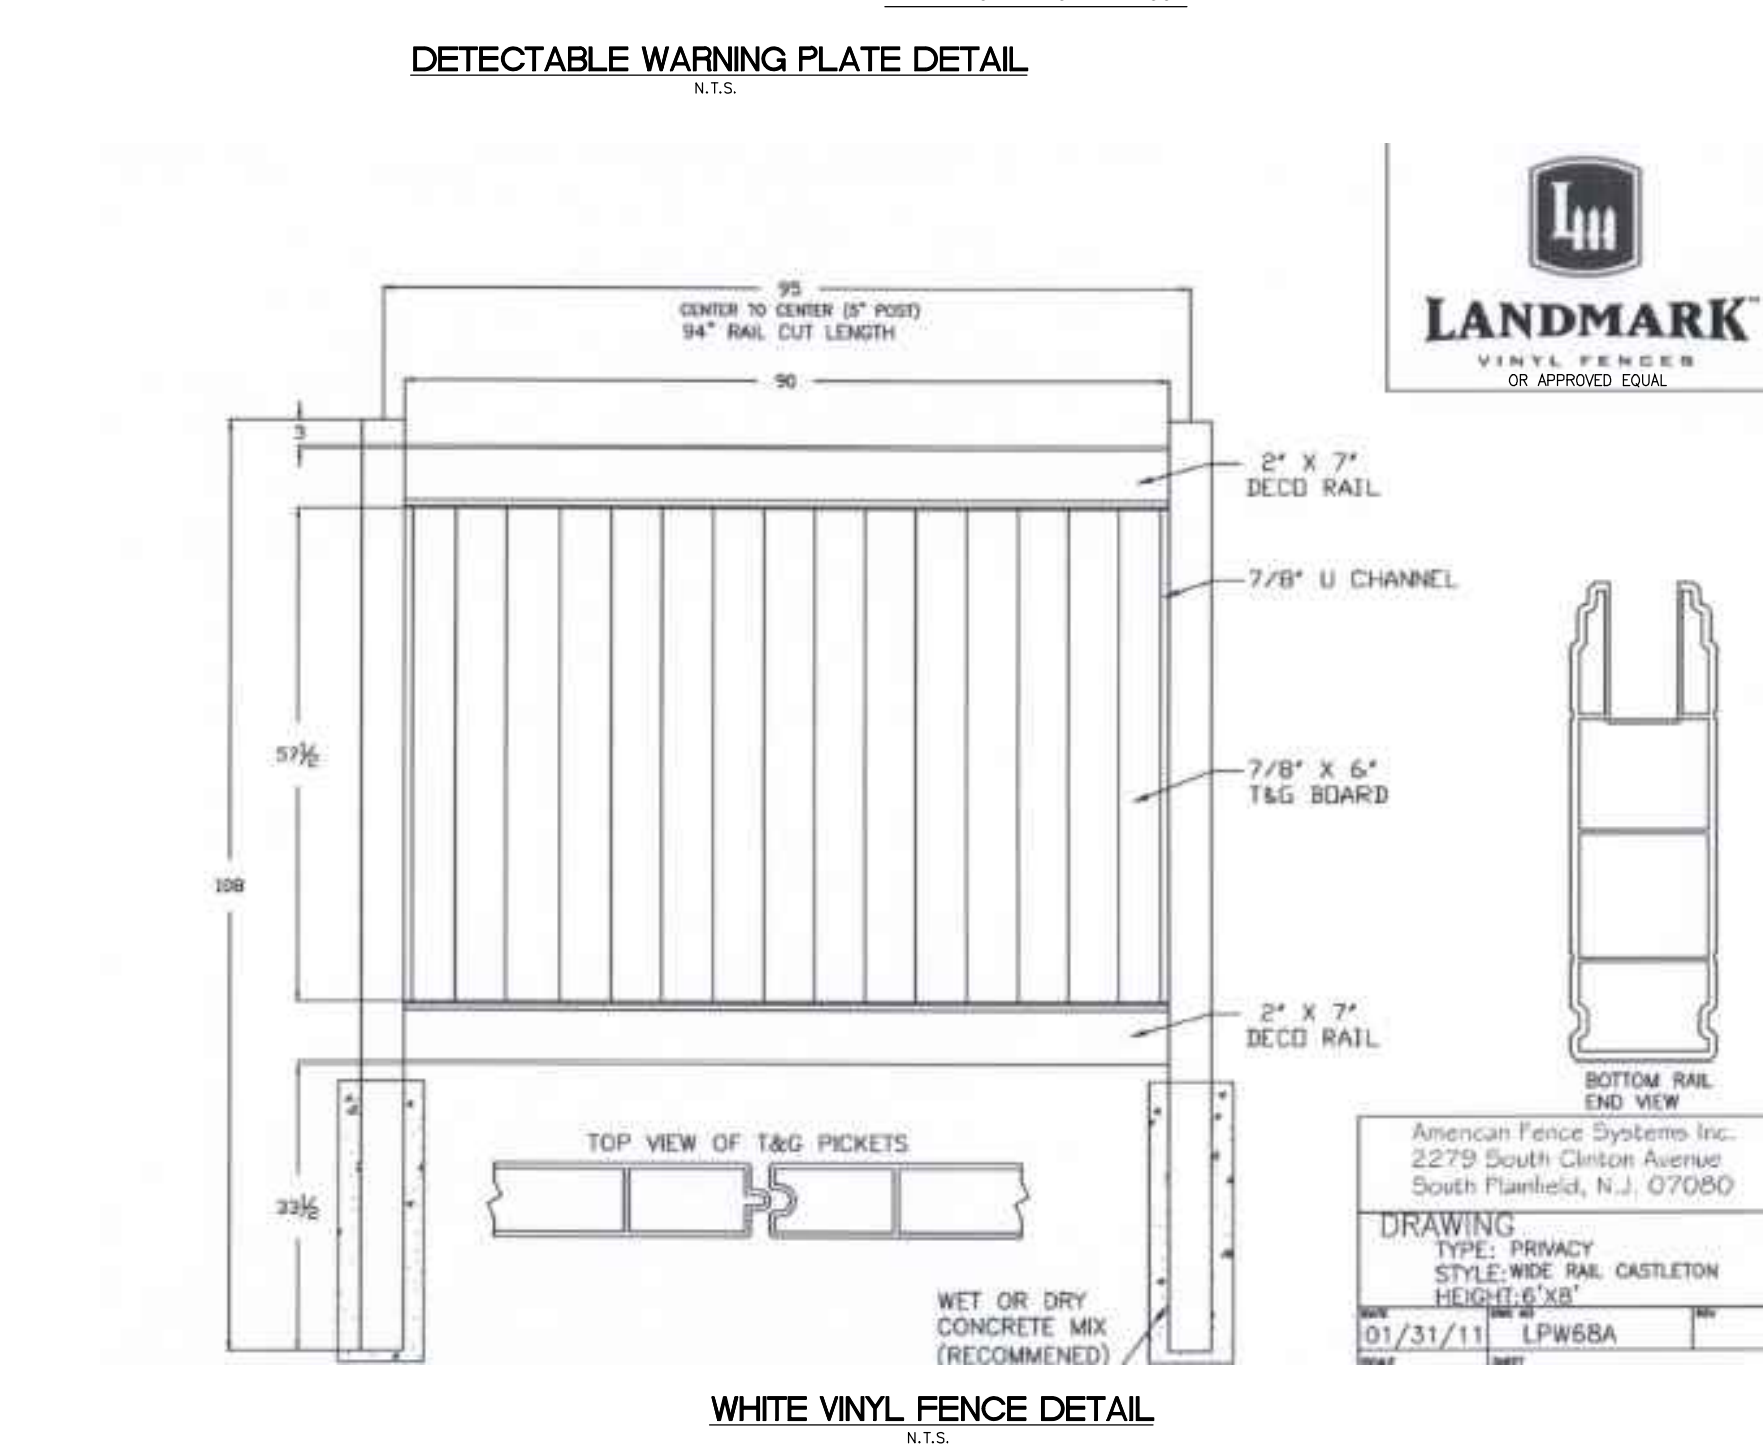 DETECTABLE WARNING PLATE DETAIL
N.T.S.
LM
LANDMARK™
VINYL FENCES
OR APPROVED EQUAL
95
CENTER TO CENTER (5" POST)
94" RAIL CUT LENGTH
90
3
2" X 7"
DECO RAIL
7/8" U CHANNEL
57½
7/8" X 6"
T&G BOARD
108
2" X 7"
DECO RAIL
BOTTOM RAIL
END VIEW
TOP VIEW OF T&G PICKETS
33½
WET OR DRY
CONCRETE MIX
(RECOMMENED)
American Fence Systems Inc.
2279 South Clinton Avenue
South Plainfield, N.J. 07080
DRAWING
TYPE: PRIVACY
STYLE: WIDE RAIL CASTLETON
HEIGHT: 6'X8'
DATE
01/31/11
LPW68A
WHITE VINYL FENCE DETAIL
N.T.S.